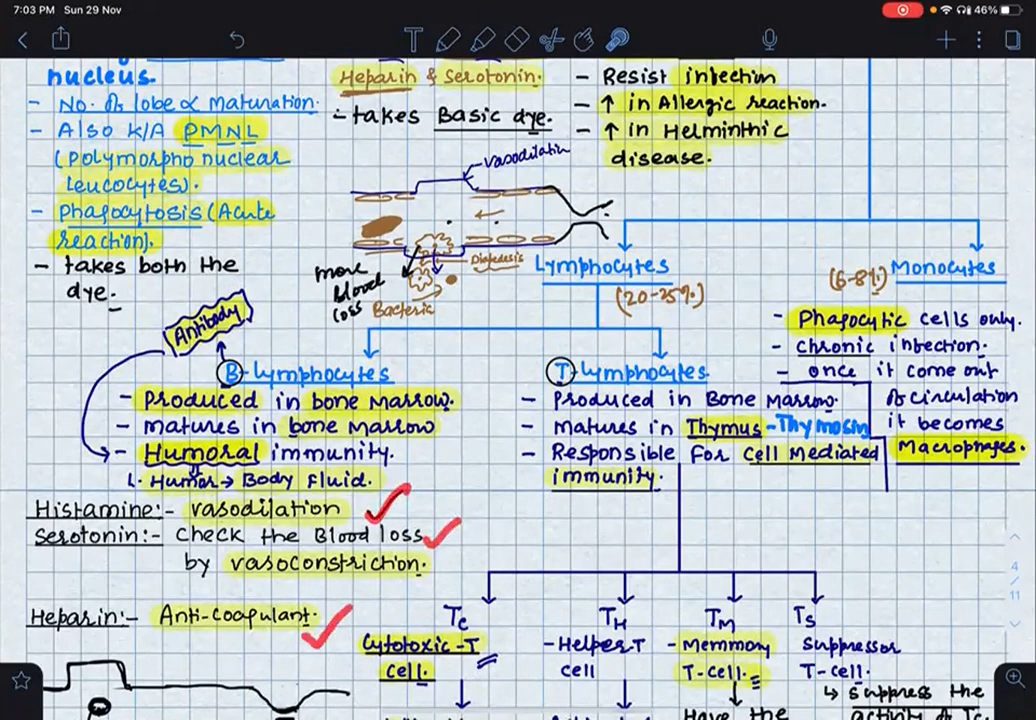 7:03 PM Sun 29 Nov
46%
nucleus.
- No. of lobe ∝ maturation.
- Also k/A PMNL
(polymorpho nuclear
Leucocytes).
- Phagocytosis (Acute
reaction).
- takes both the
dye.
Heparin & Serotonin.
- takes Basic dye.
- Resist infection
- ↑ in Allergic reaction.
- ↑ in Helminthic
disease.
vasodilatin
Diapedesis
more
blood
loss
Bacteria
Lymphocytes
(20-25%)
(6-8%) Monocytes
- Phagocytic cells only.
- chronic infection.
- once it come out
of circulation
it becomes
Macrophages.
Antibody
B-lymphocytes
- Produced in bone Marrow.
- matures in bone Marrow
- Humoral immunity.
↳ Humor → Body Fluid.
T-lymphocytes.
- Produced in Bone Marrow.
- Matures in Thymus - Thymosin
- Responsible For Cell Mediated
immunity.
Histamine:- vasodilation
Serotonin:- Check the Blood loss
by vasoconstriction.
Heparin:- Anti-coagulant.
Tc
Cytotoxic-T
cell.
TH
-Helper-T
cell
TM
-Memmory
T-cell.
Ts
Suppressor
T-cell.
↳ suppress the
activity of Tc
Have the
4
11